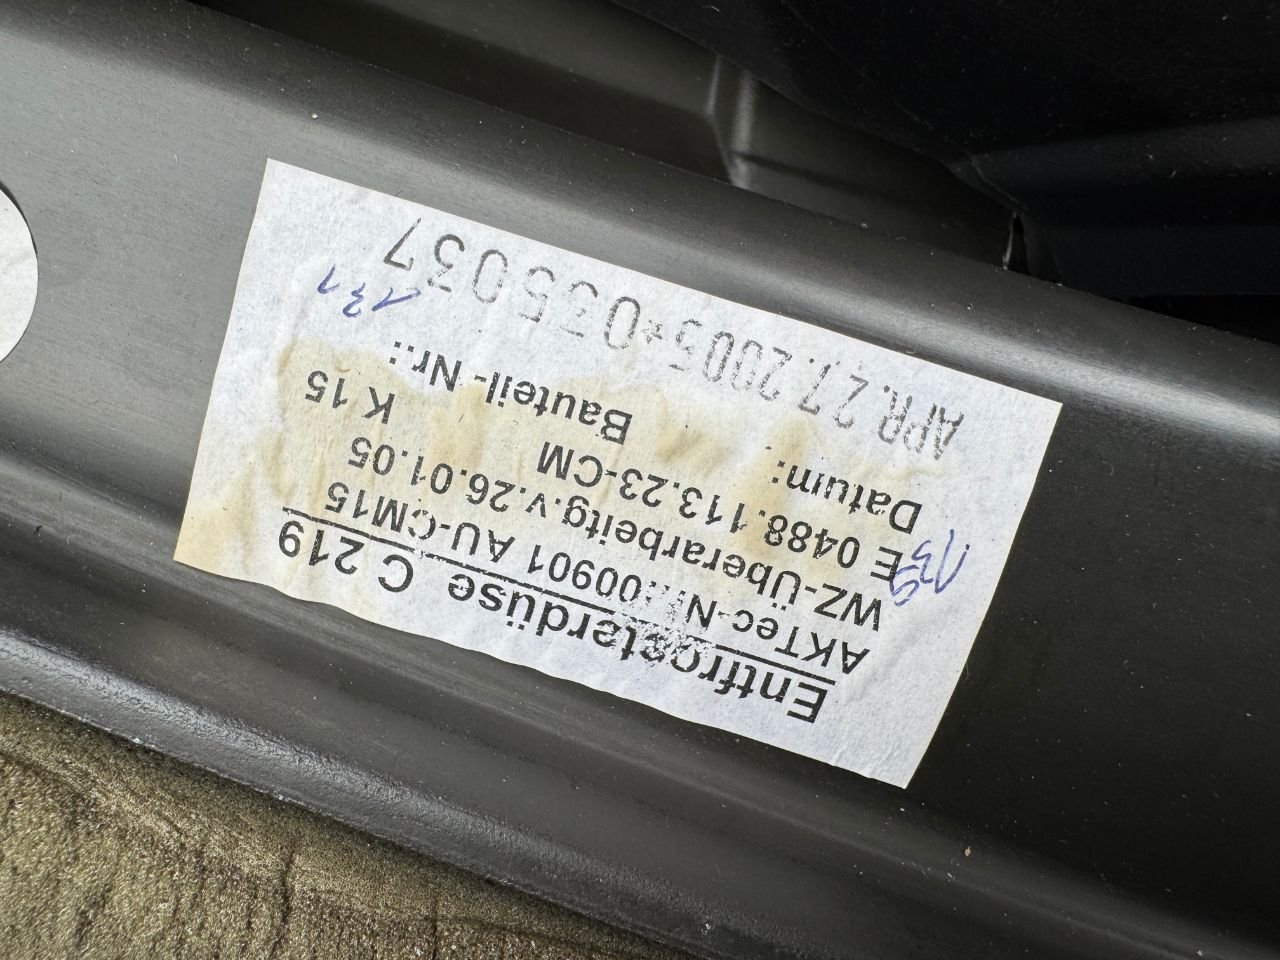 Entfrosterdüse C 219
AKTec-Nr.:00901 AU-CM15
WZ-Überarbeitg.v.26.01.05
E 0488.113.23-CM K 15
Datum: Bauteil-Nr.:
APR.27.2005*035037
131